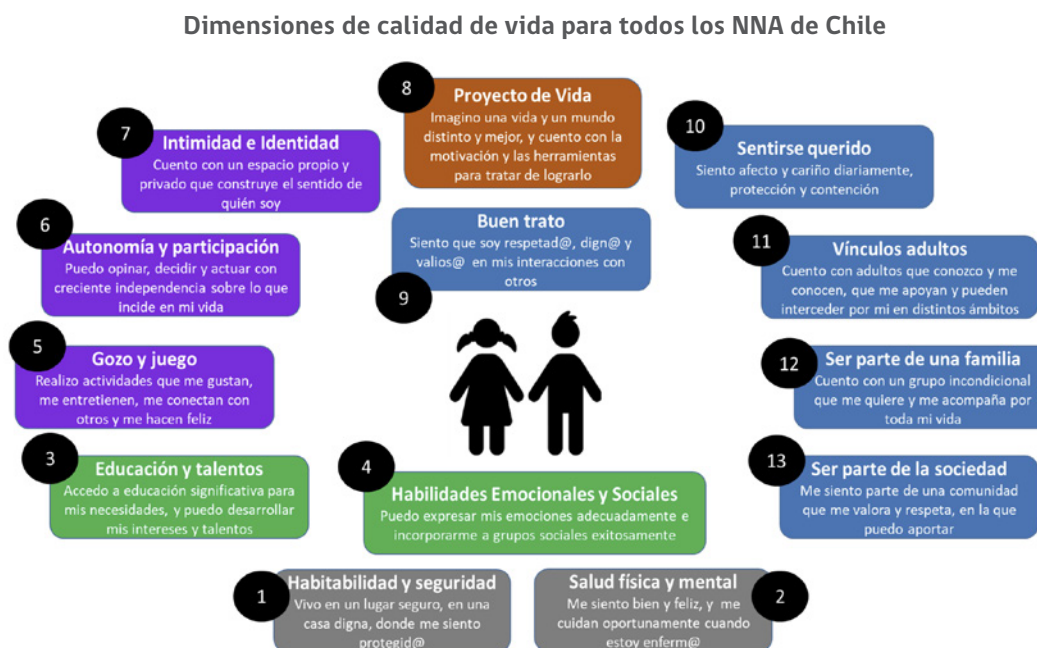 Dimensiones de calidad de vida para todos los NNA de Chile
8
Proyecto de Vida
Imagino una vida y un mundo
distinto y mejor, y cuento con la
motivación y las herramientas
para tratar de lograrlo
7
Intimidad e Identidad
Cuento con un espacio propio y
privado que construye el sentido de
quién soy
10
Sentirse querido
Siento afecto y cariño diariamente,
protección y contención
6
Autonomía y participación
Puedo opinar, decidir y actuar con
creciente independencia sobre lo que
incide en mi vida
Buen trato
Siento que soy respetad@, dign@ y
valios@ en mis interacciones con
otros
9
11
Vínculos adultos
Cuento con adultos que conozco y me
conocen, que me apoyan y pueden
interceder por mi en distintos ámbitos
5
Gozo y juego
Realizo actividades que me gustan,
me entretienen, me conectan con
otros y me hacen feliz
12
Ser parte de una familia
Cuento con un grupo incondicional
que me quiere y me acompaña por
toda mi vida
3
Educación y talentos
Accedo a educación significativa para
mis necesidades, y puedo desarrollar
mis intereses y talentos
4
Habilidades Emocionales y Sociales
Puedo expresar mis emociones adecuadamente e
incorporarme a grupos sociales exitosamente
13
Ser parte de la sociedad
Me siento parte de una comunidad
que me valora y respeta, en la que
puedo aportar
1
Habitabilidad y seguridad
Vivo en un lugar seguro, en una
casa digna, donde me siento
protegid@
Salud física y mental
Me siento bien y feliz, y me
cuidan oportunamente cuando
estoy enferm@
2